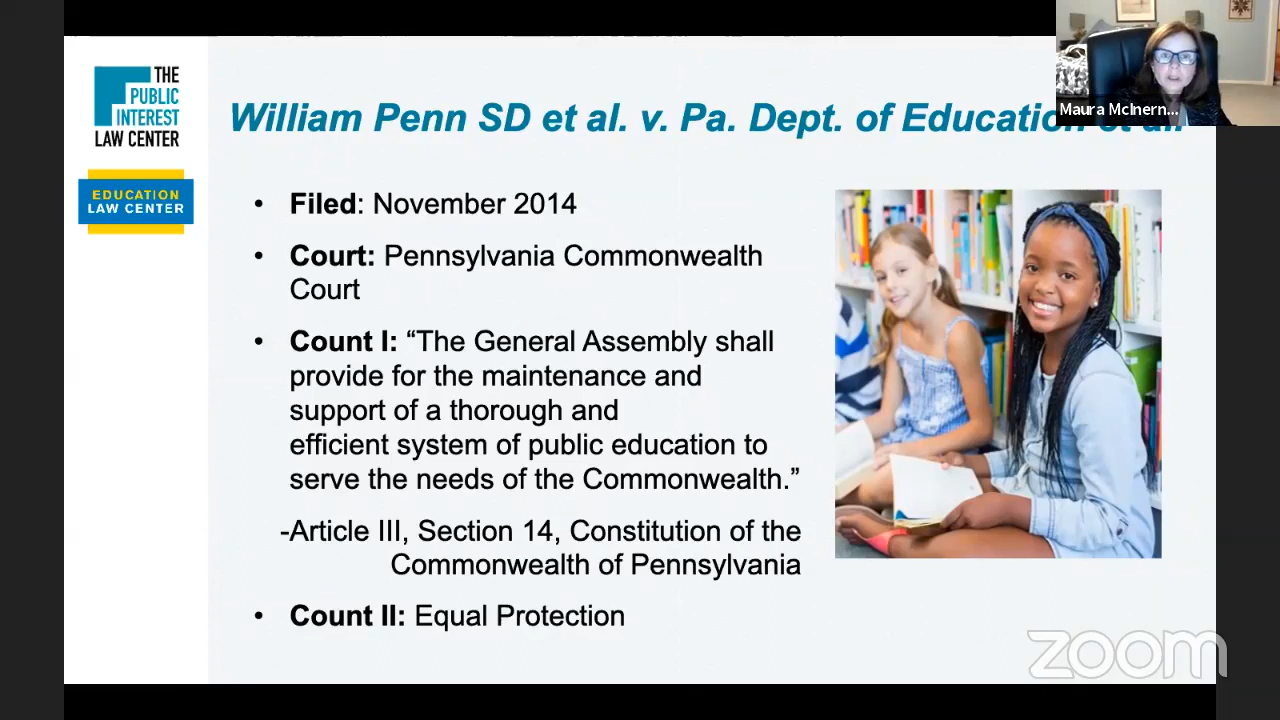 THE
PUBLIC
INTEREST
LAW CENTER
EDUCATION
LAW CENTER
William Penn SD et al. v. Pa. Dept. of Education et al.
Maura McInern...
• Filed: November 2014
• Court: Pennsylvania Commonwealth
Court
• Count I: “The General Assembly shall
provide for the maintenance and
support of a thorough and
efficient system of public education to
serve the needs of the Commonwealth.”
-Article III, Section 14, Constitution of the
Commonwealth of Pennsylvania
• Count II: Equal Protection
zoom